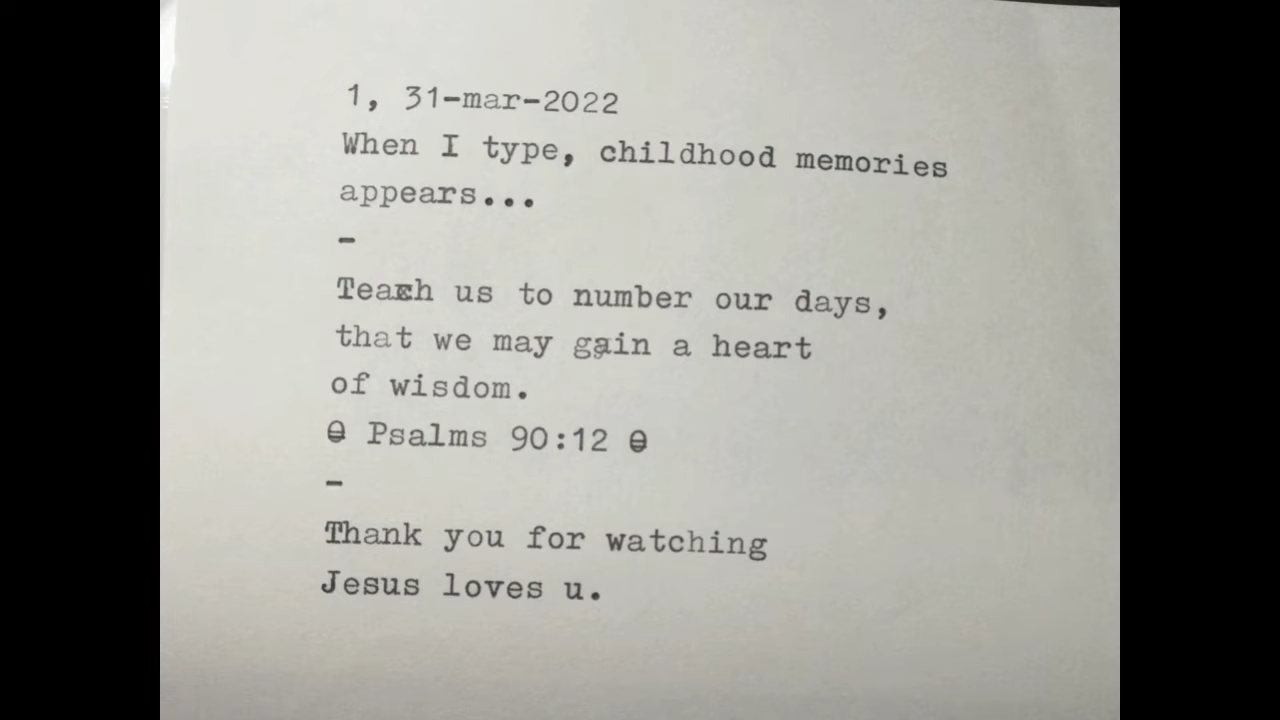 1, 31-mar-2022
When I type, childhood memories
appears...
-
Teach us to number our days,
that we may gain a heart
of wisdom.
ꮎ Psalms 90:12 ꮎ
-
Thank you for watching
Jesus loves u.